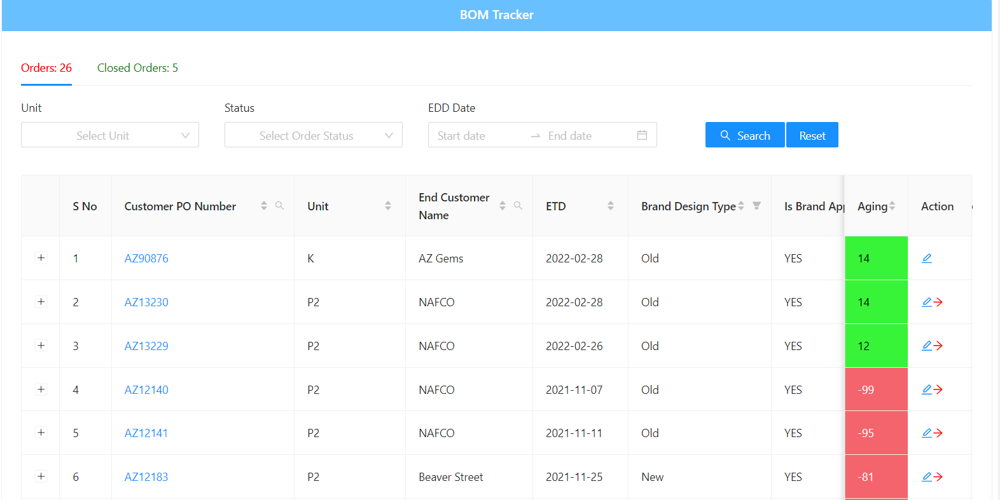 BOM Tracker
Orders: 26 Closed Orders: 5
Unit Status EDD Date
Select Unit Select Order Status Start date End date Search Reset
S No Customer PO Number Unit End Customer Name ETD Brand Design Type Is Brand App Aging Action
1 AZ90876 K AZ Gems 2022-02-28 Old YES 14
2 AZ13230 P2 NAFCO 2022-02-28 Old YES 14
3 AZ13229 P2 NAFCO 2022-02-26 Old YES 12
4 AZ12140 P2 NAFCO 2021-11-07 Old YES -99
5 AZ12141 P2 NAFCO 2021-11-11 Old YES -95
6 AZ12183 P2 Beaver Street 2021-11-25 New YES -81